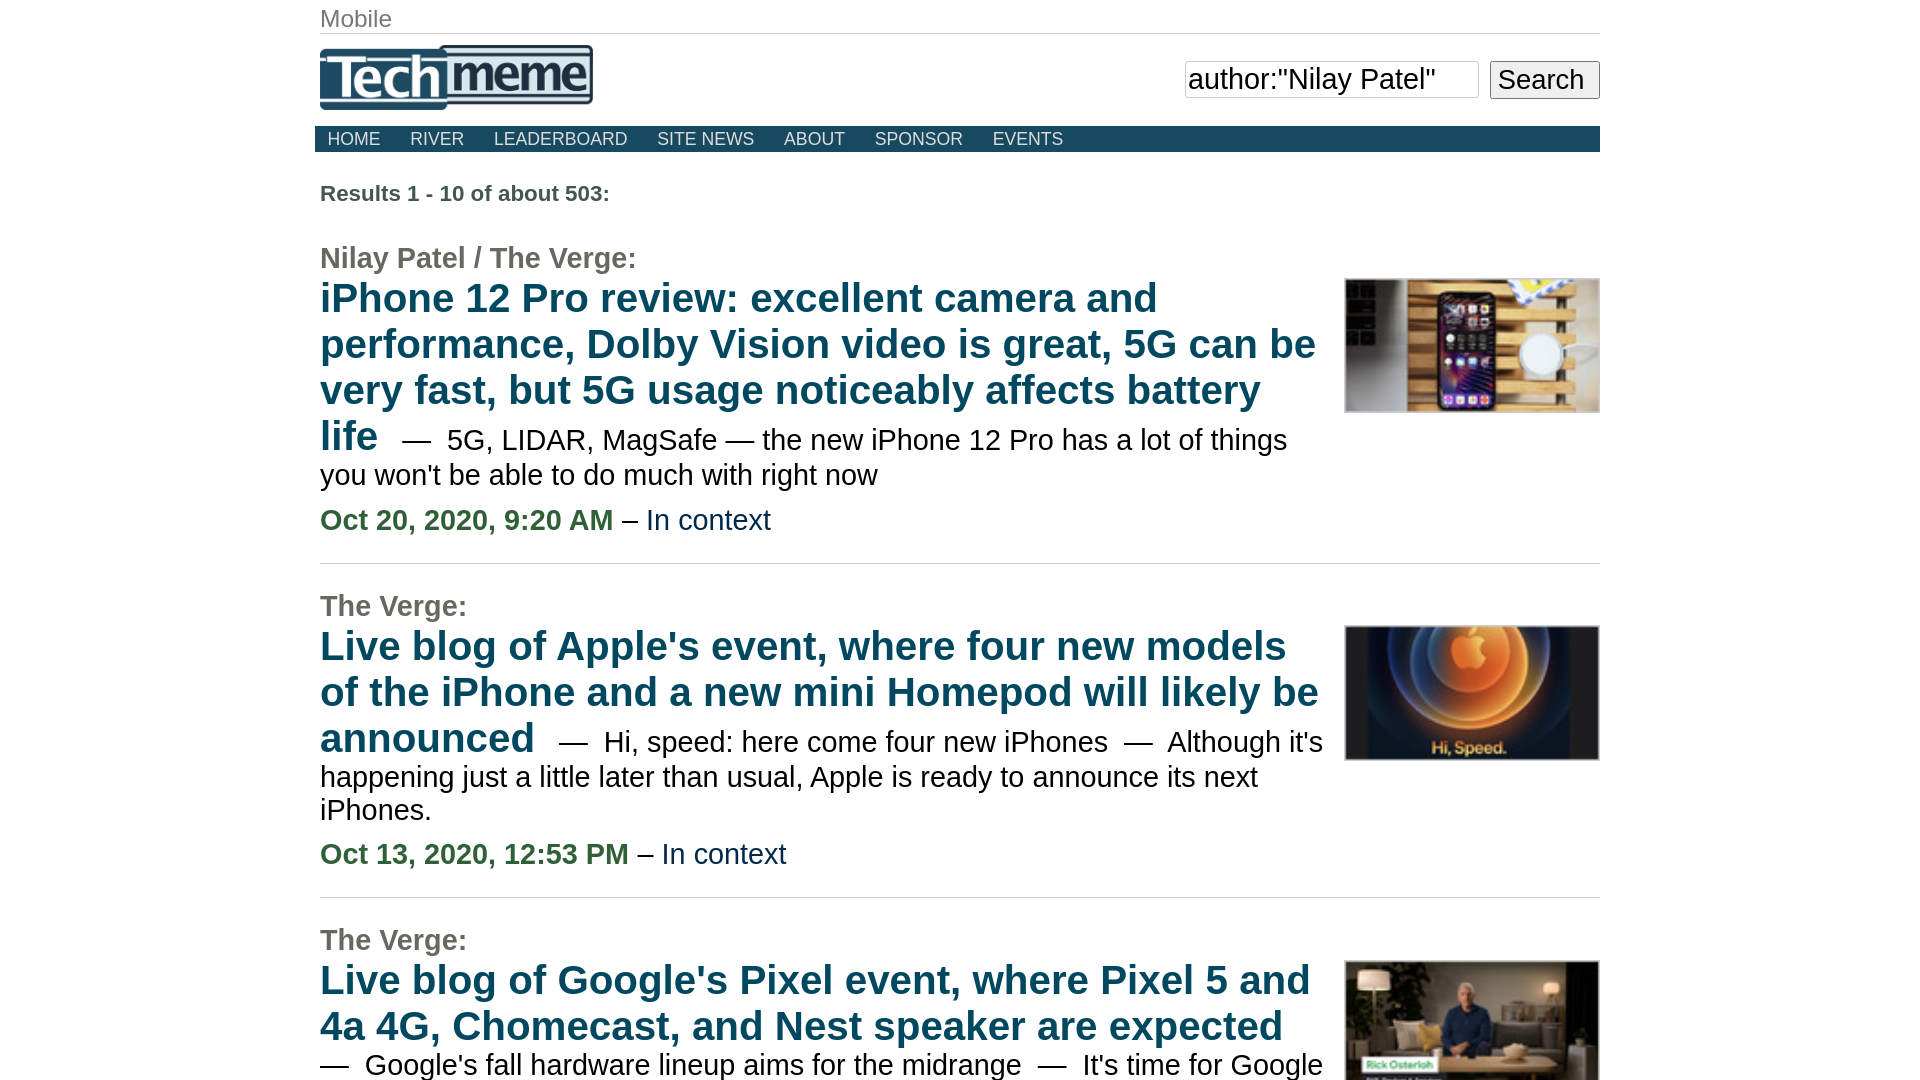 Mobile
Techmeme
author:"Nilay Patel"
Search
HOME RIVER LEADERBOARD SITE NEWS ABOUT SPONSOR EVENTS
Results 1 - 10 of about 503:
Nilay Patel / The Verge:
iPhone 12 Pro review: excellent camera and
performance, Dolby Vision video is great, 5G can be
very fast, but 5G usage noticeably affects battery
life — 5G, LIDAR, MagSafe — the new iPhone 12 Pro has a lot of things
you won't be able to do much with right now
Oct 20, 2020, 9:20 AM – In context
The Verge:
Live blog of Apple's event, where four new models
of the iPhone and a new mini Homepod will likely be
announced — Hi, speed: here come four new iPhones — Although it's
happening just a little later than usual, Apple is ready to announce its next
iPhones.
Hi, Speed.
Oct 13, 2020, 12:53 PM – In context
The Verge:
Live blog of Google's Pixel event, where Pixel 5 and
4a 4G, Chomecast, and Nest speaker are expected
— Google's fall hardware lineup aims for the midrange — It's time for Google
Rick Osterloh